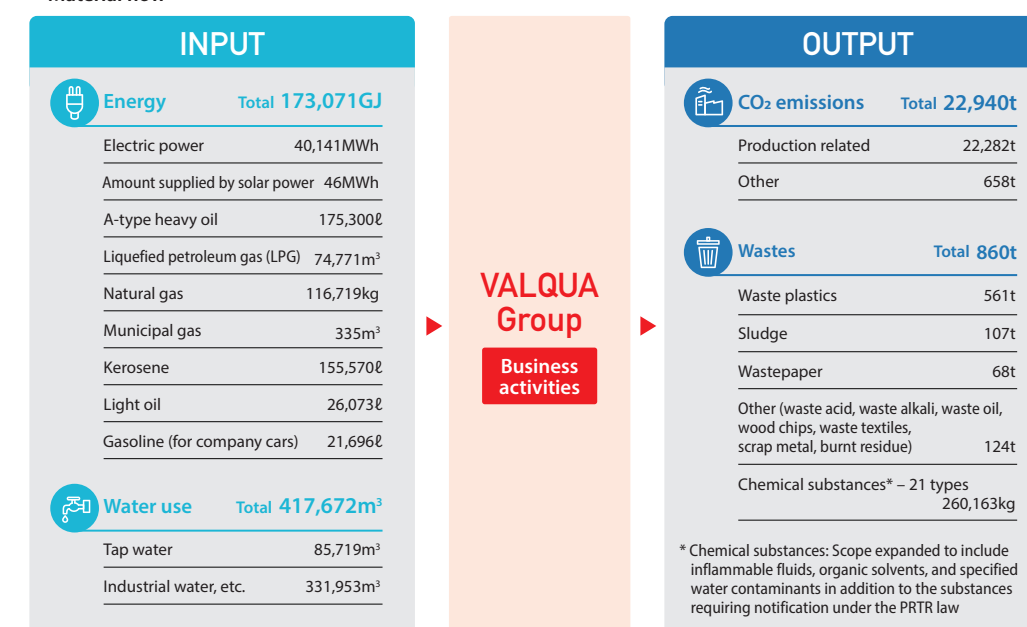 INPUT
Energy Total 173,071GJ
Electric power 40,141MWh
Amount supplied by solar power 46MWh
A-type heavy oil 175,300ℓ
Liquefied petroleum gas (LPG) 74,771m³
Natural gas 116,719kg
Municipal gas 335m³
Kerosene 155,570ℓ
Light oil 26,073ℓ
Gasoline (for company cars) 21,696ℓ
Water use Total 417,672m³
Tap water 85,719m³
Industrial water, etc. 331,953m³
VALQUA
Group
Business
activities
OUTPUT
CO₂ emissions Total 22,940t
Production related 22,282t
Other 658t
Wastes Total 860t
Waste plastics 561t
Sludge 107t
Wastepaper 68t
Other (waste acid, waste alkali, waste oil,
wood chips, waste textiles,
scrap metal, burnt residue) 124t
Chemical substances* – 21 types
260,163kg
* Chemical substances: Scope expanded to include
inflammable fluids, organic solvents, and specified
water contaminants in addition to the substances
requiring notification under the PRTR law